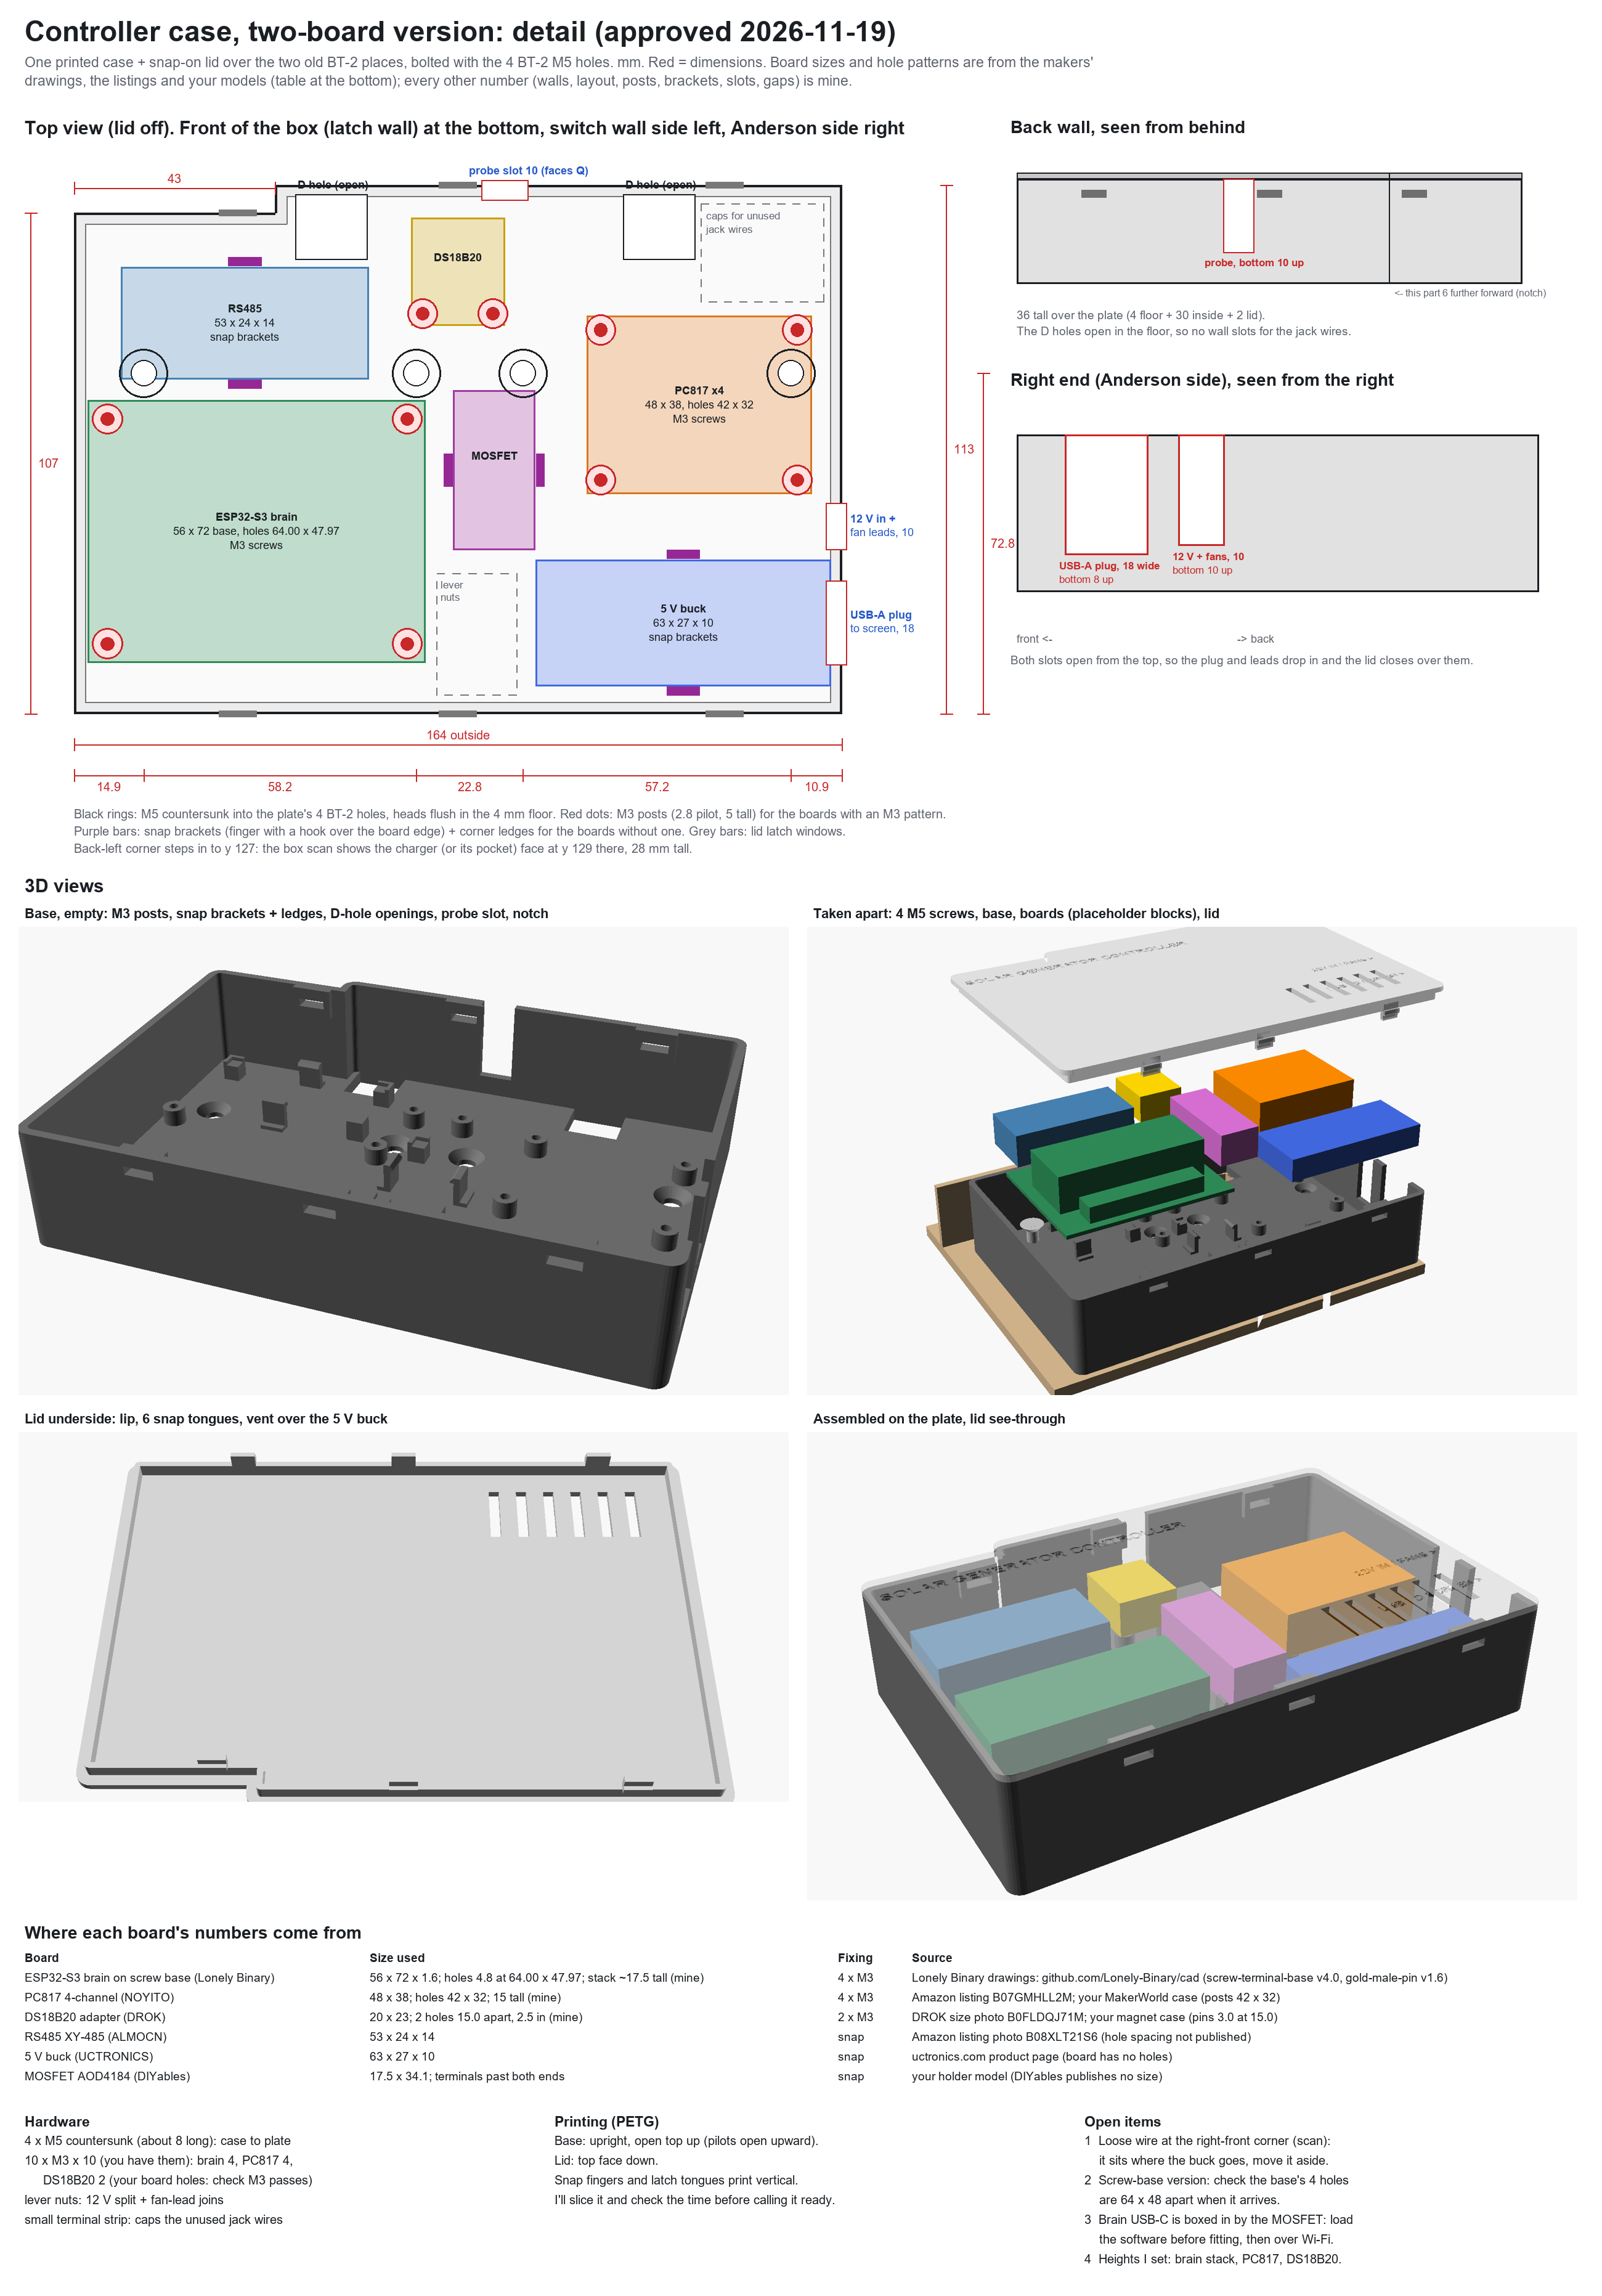 Controller case, two-board version: detail (approved 2026-11-19)
One printed case + snap-on lid over the two old BT-2 places, bolted with the 4 BT-2 M5 holes. mm. Red = dimensions. Board sizes and hole patterns are from the makers'
drawings, the listings and your models (table at the bottom); every other number (walls, layout, posts, brackets, slots, gaps) is mine.
Top view (lid off). Front of the box (latch wall) at the bottom, switch wall side left, Anderson side right
probe slot 10 (faces Q)
43
D hole (open)
D hole (open)
caps for unused
jack wires
DS18B20
RS485
53 x 24 x 14
snap brackets
PC817 x4
48 x 38, holes 42 x 32
M3 screws
MOSFET
107
113
72.8
ESP32-S3 brain
56 x 72 base, holes 64.00 x 47.97
M3 screws
12 V in +
fan leads, 10
lever
nuts
5 V buck
63 x 27 x 10
snap brackets
USB-A plug
to screen, 18
164 outside
14.9
58.2
22.8
57.2
10.9
Black rings: M5 countersunk into the plate's 4 BT-2 holes, heads flush in the 4 mm floor. Red dots: M3 posts (2.8 pilot, 5 tall) for the boards with an M3 pattern.
Purple bars: snap brackets (finger with a hook over the board edge) + corner ledges for the boards without one. Grey bars: lid latch windows.
Back-left corner steps in to y 127: the box scan shows the charger (or its pocket) face at y 129 there, 28 mm tall.
Back wall, seen from behind
probe, bottom 10 up
<- this part 6 further forward (notch)
36 tall over the plate (4 floor + 30 inside + 2 lid).
The D holes open in the floor, so no wall slots for the jack wires.
Right end (Anderson side), seen from the right
USB-A plug, 18 wide
bottom 8 up
12 V + fans, 10
bottom 10 up
front <-
-> back
Both slots open from the top, so the plug and leads drop in and the lid closes over them.
3D views
Base, empty: M3 posts, snap brackets + ledges, D-hole openings, probe slot, notch
Taken apart: 4 M5 screws, base, boards (placeholder blocks), lid
SOLAR GENERATOR CONTROLLER
Lid underside: lip, 6 snap tongues, vent over the 5 V buck
Assembled on the plate, lid see-through
SOLAR GENERATOR CONTROLLER
Where each board's numbers come from
Board Size used Fixing Source
ESP32-S3 brain on screw base (Lonely Binary) 56 x 72 x 1.6; holes 4.8 at 64.00 x 47.97; stack ~17.5 tall (mine) 4 x M3 Lonely Binary drawings: github.com/Lonely-Binary/cad (screw-terminal-base v4.0, gold-male-pin v1.6)
PC817 4-channel (NOYITO) 48 x 38; holes 42 x 32; 15 tall (mine) 4 x M3 Amazon listing B07GMHLL2M; your MakerWorld case (posts 42 x 32)
DS18B20 adapter (DROK) 20 x 23; 2 holes 15.0 apart, 2.5 in (mine) 2 x M3 DROK size photo B0FLDQJ71M; your magnet case (pins 3.0 at 15.0)
RS485 XY-485 (ALMOCN) 53 x 24 x 14 snap Amazon listing photo B08XLT21S6 (hole spacing not published)
5 V buck (UCTRONICS) 63 x 27 x 10 snap uctronics.com product page (board has no holes)
MOSFET AOD4184 (DIYables) 17.5 x 34.1; terminals past both ends snap your holder model (DIYables publishes no size)
Hardware
4 x M5 countersunk (about 8 long): case to plate
10 x M3 x 10 (you have them): brain 4, PC817 4,
DS18B20 2 (your board holes: check M3 passes)
lever nuts: 12 V split + fan-lead joins
small terminal strip: caps the unused jack wires
Printing (PETG)
Base: upright, open top up (pilots open upward).
Lid: top face down.
Snap fingers and latch tongues print vertical.
I'll slice it and check the time before calling it ready.
Open items
1 Loose wire at the right-front corner (scan):
it sits where the buck goes, move it aside.
2 Screw-base version: check the base's 4 holes
are 64 x 48 apart when it arrives.
3 Brain USB-C is boxed in by the MOSFET: load
the software before fitting, then over Wi-Fi.
4 Heights I set: brain stack, PC817, DS18B20.